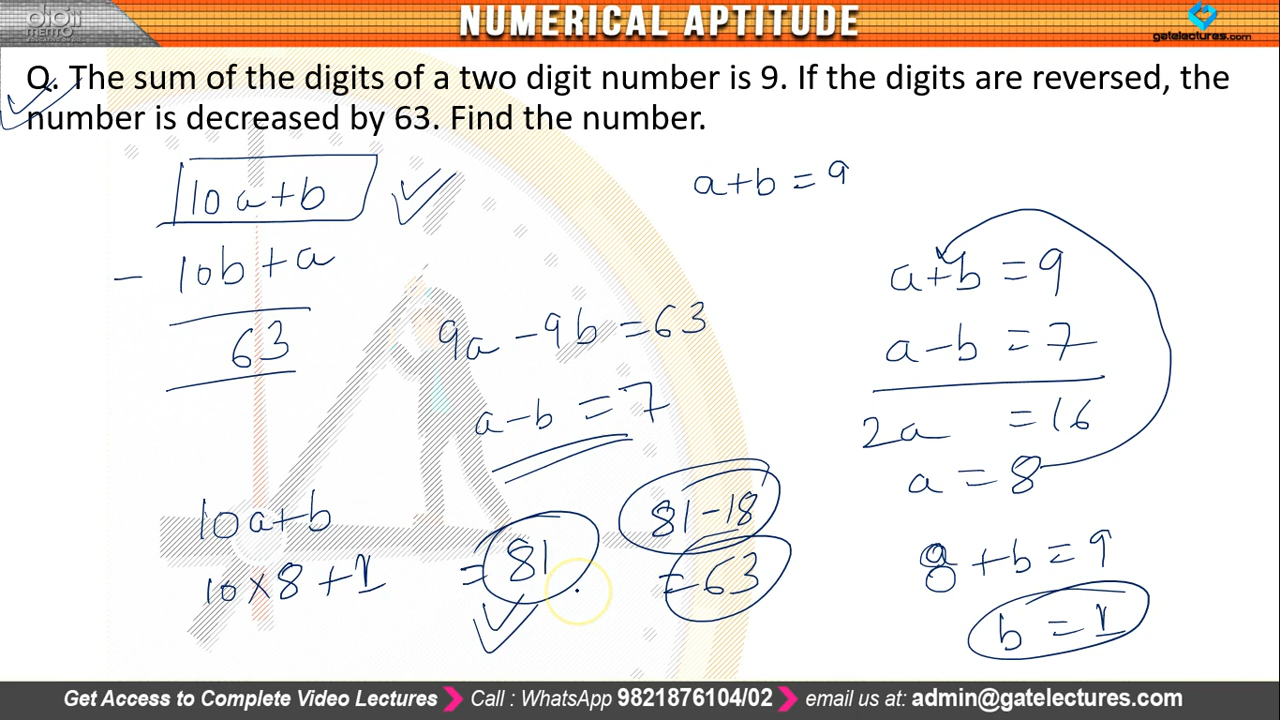 digii
mento
EDUCATION
NUMERICAL APTITUDE
gatelectures.com
Q. The sum of the digits of a two digit number is 9. If the digits are reversed, the
number is decreased by 63. Find the number.
10a+b
- 10b+a
63
9a-9b=63
a-b=7
10a+b
10×8+1
=81
81-18
=63
a+b=9
a+b=9
a-b=7
2a =16
a=8
8+b=9
b=1
Get Access to Complete Video Lectures Call : WhatsApp 9821876104/02 email us at: admin@gatelectures.com